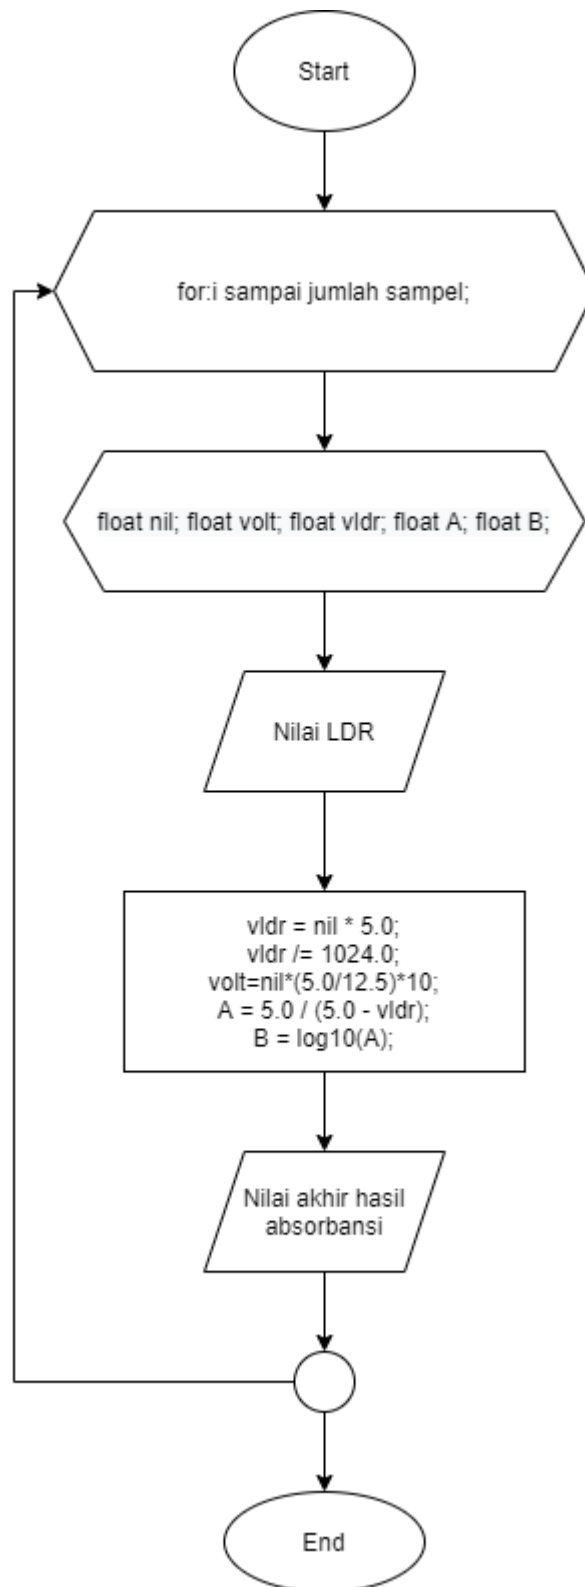 Start
for:i sampai jumlah sampel;
float nil; float volt; float vldr; float A; float B;
Nilai LDR
vldr = nil * 5.0;
vldr /= 1024.0;
volt=nil*(5.0/12.5)*10;
A = 5.0 / (5.0 - vldr);
B = log10(A);
Nilai akhir hasil
absorbansi
End